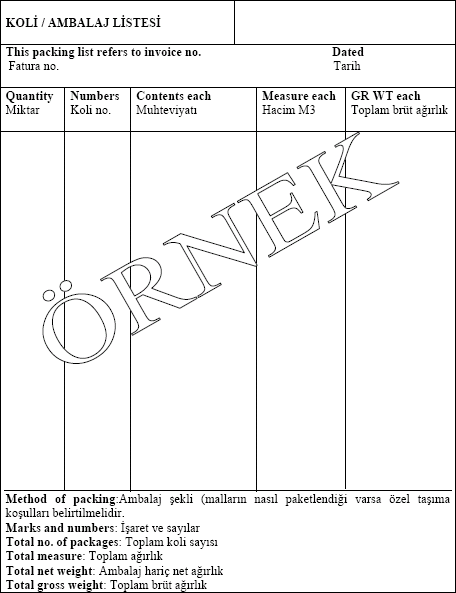 KOLİ / AMBALAJ LİSTESİ
This packing list refers to invoice no. Dated
Fatura no. Tarih
Quantity Numbers Contents each Measure each GR WT each
Miktar Koli no. Muhteviyatı Hacim M3 Toplam brüt ağırlık
ÖRNEK
Method of packing:Ambalaj şekli (malların nasıl paketlendiği varsa özel taşıma
koşulları belirtilmelidir.
Marks and numbers: İşaret ve sayılar
Total no. of packages: Toplam koli sayısı
Total measure: Toplam ağırlık
Total net weight: Ambalaj hariç net ağırlık
Total gross weight: Toplam brüt ağırlık